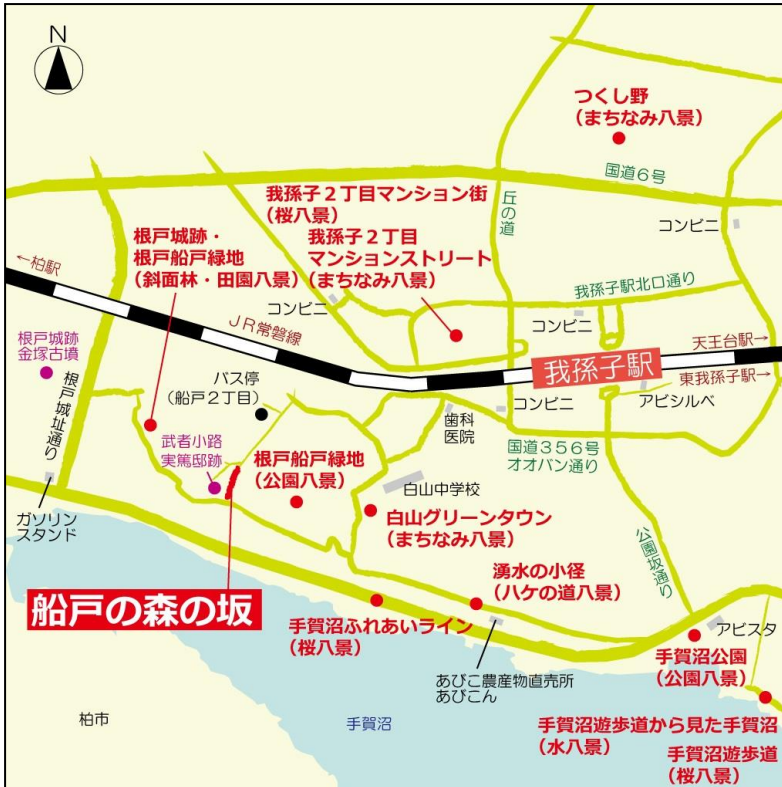 N
つくし野
(まちなみ八景)
国道6号
我孫子2丁目マンション街
(桜八景)
丘の道
コンビニ
根戸城跡・
根戸船戸緑地
(斜面林・田園八景)
我孫子2丁目
マンションストリート
(まちなみ八景)
←柏駅
我孫子駅北口通り
コンビニ
コンビニ
JR常磐線
天王台駅→
根戸城跡
金塚古墳
我孫子駅
東我孫子駅→
根戸城址通り
バス停
(船戸2丁目)
コンビニ
アビシルベ
歯科
医院
国道356号
オオバン通り
武者小路
実篤邸跡
根戸船戸緑地
(公園八景)
白山中学校
ガソリン
スタンド
白山グリーンタウン
(まちなみ八景)
公園坂通り
湧水の小径
(ハケの道八景)
船戸の森の坂
手賀沼ふれあいライン
(桜八景)
アビスタ
手賀沼公園
(公園八景)
あびこ農産物直売所
あびこん
柏市
手賀沼
手賀沼遊歩道から見た手賀沼
(水八景)
手賀沼遊歩道
(桜八景)